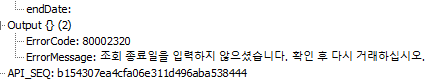 endDate:
Output {} (2)
ErrorCode: 80002320
ErrorMessage: 조회 종료일을 입력하지 않으셨습니다. 확인 후 다시 거래하십시오.
API_SEQ: b154307ea4cfa06e311d496aba538444